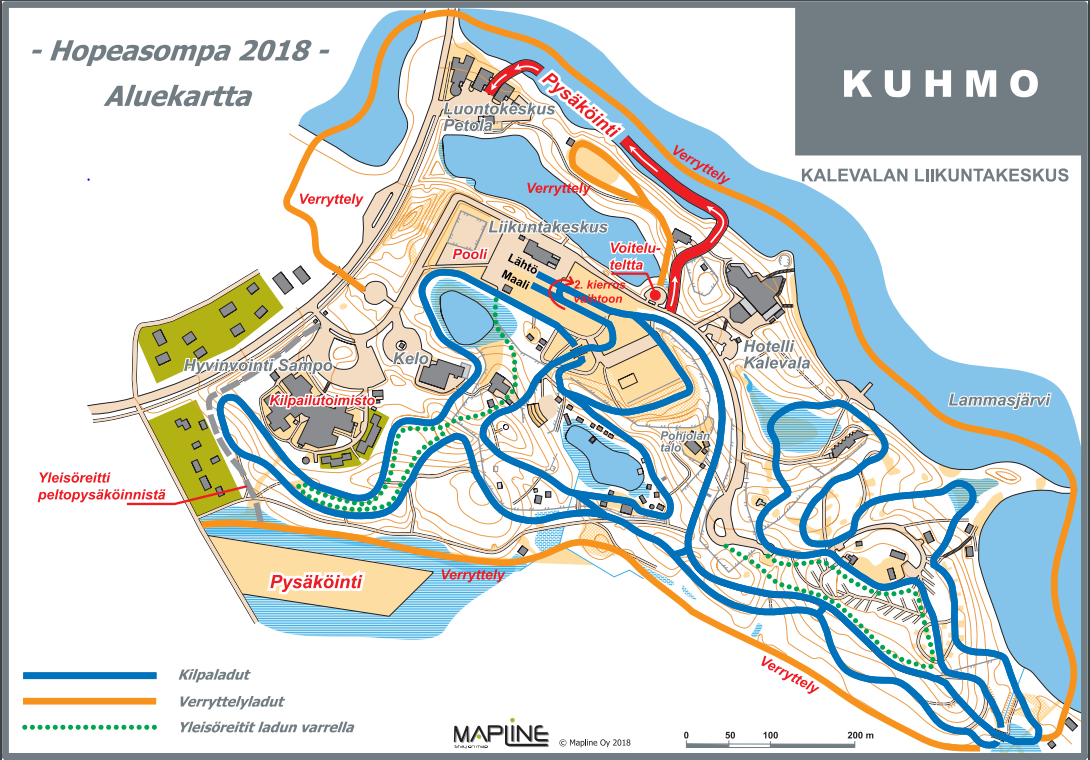 - Hopeasompa 2018 -
Aluekartta
KUHMO
KALEVALAN LIIKUNTAKESKUS
Luontokeskus
Petola
Pysäköinti
Verryttely
Verryttely
Verryttely
Liikuntakeskus
Pooli
Lähtö
Maali
2. kierros
vaihtoon
Voitelu-
teltta
Hotelli
Kalevala
Lammasjärvi
Hyvinvointi Sampo
Kelo
Kilpailutoimisto
Pohjolan
talo
Yleisöreitti
peltopysäköinnistä
Pysäköinti
Verryttely
Verryttely
Kilpaladut
Verryttelyladut
Yleisöreitit ladun varrella
MAPLINE
© Mapline Oy 2018
0 50 100 200 m